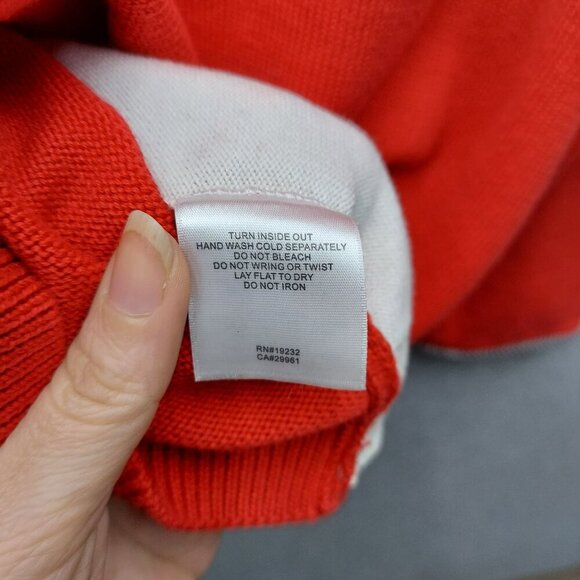 TURN INSIDE OUT
HAND WASH COLD SEPARATELY
DO NOT BLEACH
DO NOT WRING OR TWIST
LAY FLAT TO DRY
DO NOT IRON
RN#19232
CA#29961